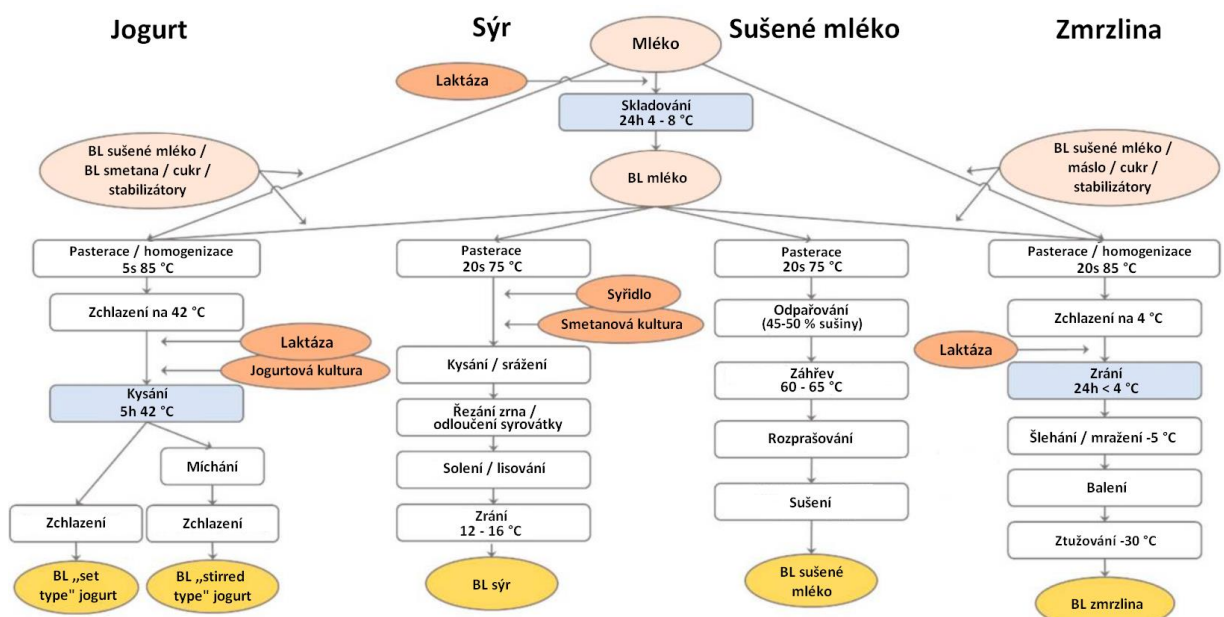 Jogurt
Sýr
Sušené mléko
Zmrzlina
Mléko
Laktáza
Skladování
24h 4 - 8 °C
BL sušené mléko /
BL smetana / cukr /
stabilizátory
BL mléko
BL sušené mléko /
máslo / cukr /
stabilizátory
Pasterace / homogenizace
5s 85 °C
Zchlazení na 42 °C
Laktáza
Jogurtová kultura
Kysání
5h 42 °C
Míchání
Zchlazení
Zchlazení
BL „set
type" jogurt
BL „stirred
type" jogurt
Pasterace
20s 75 °C
Syřidlo
Smetanová kultura
Kysání / srážení
Řezání zrna /
odloučení syrovátky
Solení / lisování
Zrání
12 - 16 °C
BL sýr
Pasterace
20s 75 °C
Odpařování
(45-50 % sušiny)
Záhřev
60 - 65 °C
Rozprašování
Sušení
BL sušené
mléko
Pasterace / homogenizace
20s 85 °C
Zchlazení na 4 °C
Laktáza
Zrání
24h < 4 °C
Šlehání / mražení -5 °C
Balení
Ztužování -30 °C
BL zmrzlina